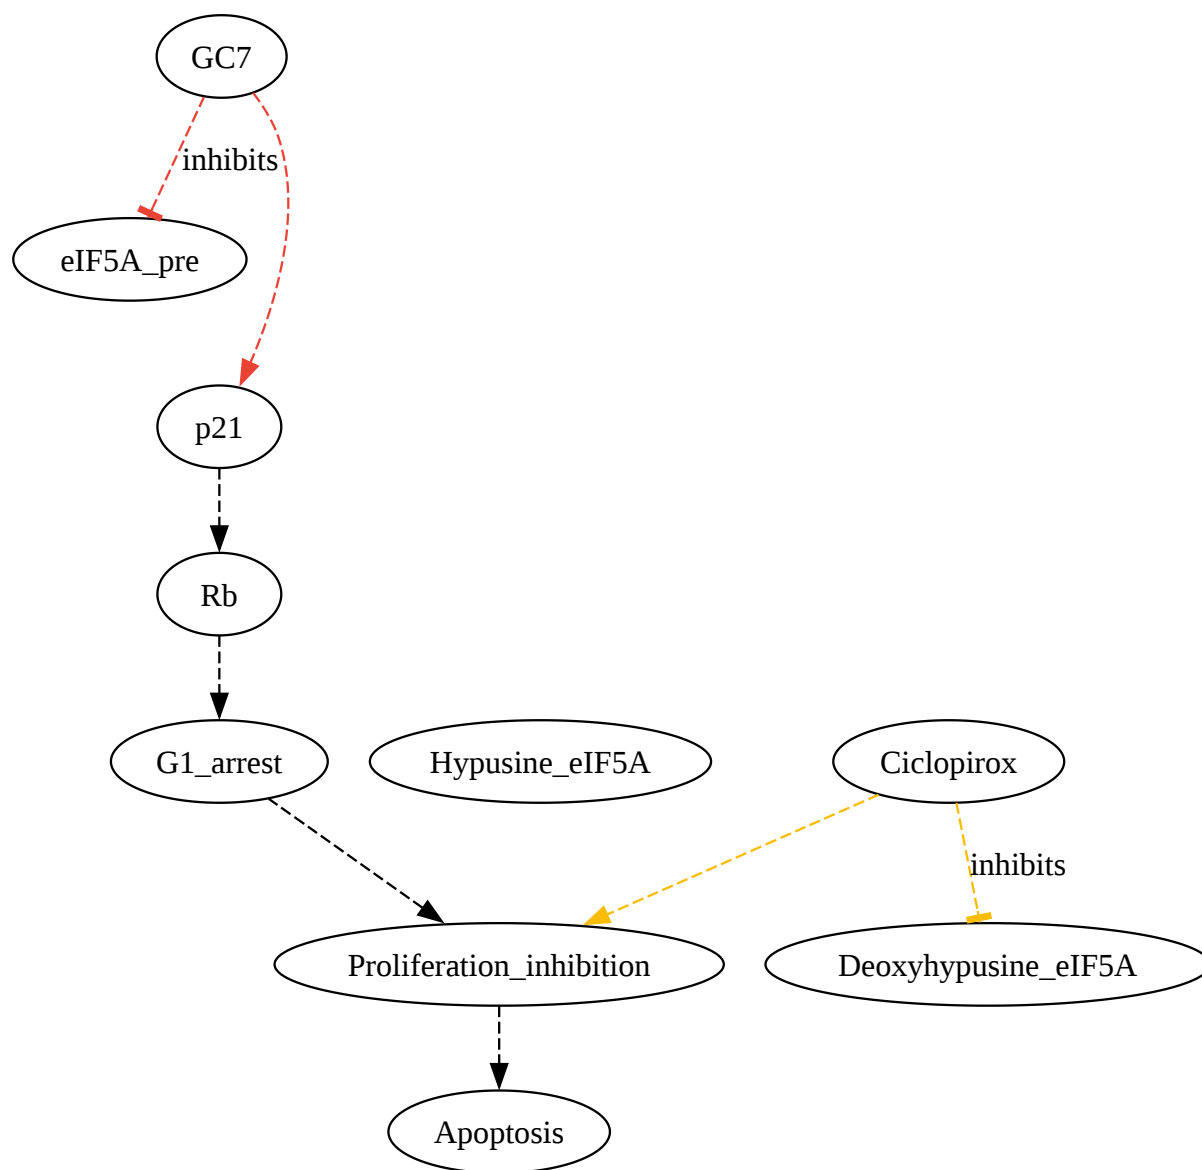 GC7
inhibits
eIF5A_pre
p21
Rb
G1_arrest
Hypusine_eIF5A
Ciclopirox
inhibits
Proliferation_inhibition
Deoxyhypusine_eIF5A
Apoptosis